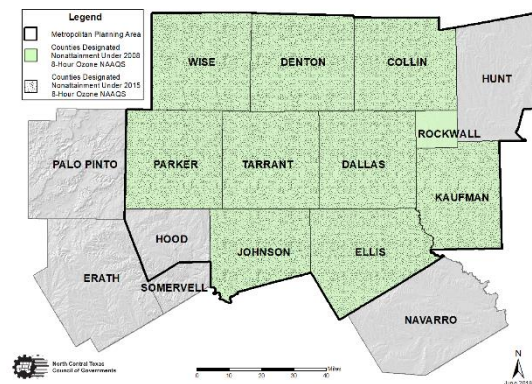 Legend
Metropolitan Planning Area
Counties Designated
Nonattainment Under 2008
8-Hour Ozone NAAQS
Counties Designated
Nonattainment Under 2015
8-Hour Ozone NAAQS
WISE
DENTON
COLLIN
HUNT
ROCKWALL
PALO PINTO
PARKER
TARRANT
DALLAS
KAUFMAN
HOOD
JOHNSON
ELLIS
ERATH
SOMERVELL
NAVARRO
North Central Texas
Council of Governments
0
10
20
30
40
Miles
N